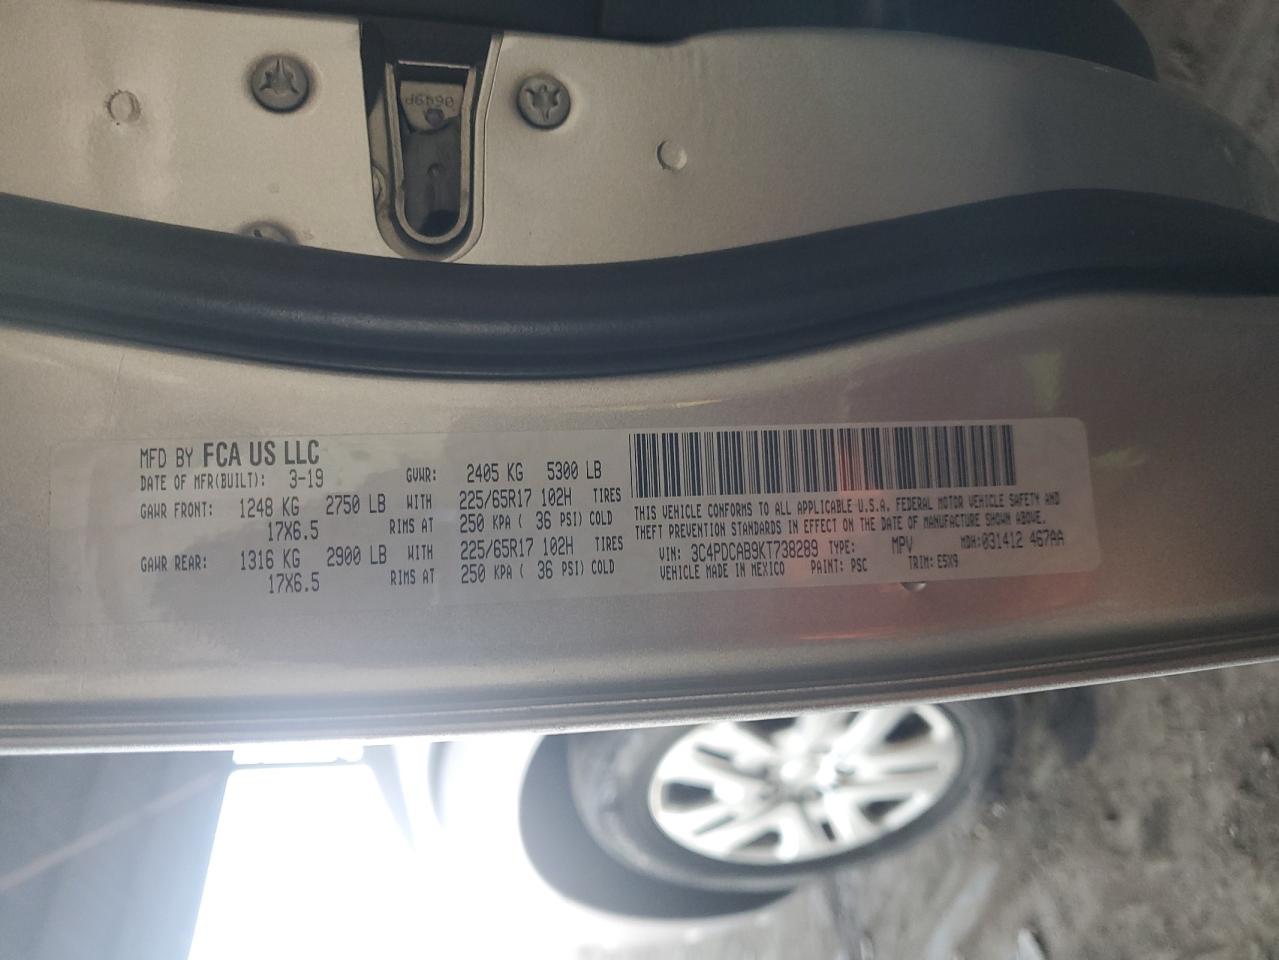 0649P
MFD BY FCA US LLC
DATE OF MFR(BUILT): 3-19 GVWR: 2405 KG 5300 LB
GAWR FRONT: 1248 KG 2750 LB WITH 225/65R17 102H TIRES
17X6.5 RIMS AT 250 KPA ( 36 PSI) COLD
GAWR REAR: 1316 KG 2900 LB WITH 225/65R17 102H TIRES
17X6.5 RIMS AT 250 KPA ( 36 PSI) COLD
THIS VEHICLE CONFORMS TO ALL APPLICABLE U.S.A. FEDERAL MOTOR VEHICLE SAFETY AND
THEFT PREVENTION STANDARDS IN EFFECT ON THE DATE OF MANUFACTURE SHOWN ABOVE.
VIN: 3C4PDCAB9KT738289 TYPE: MPV MDH:031412 467AA
VEHICLE MADE IN MEXICO PAINT: PSC TRIM: E5X9